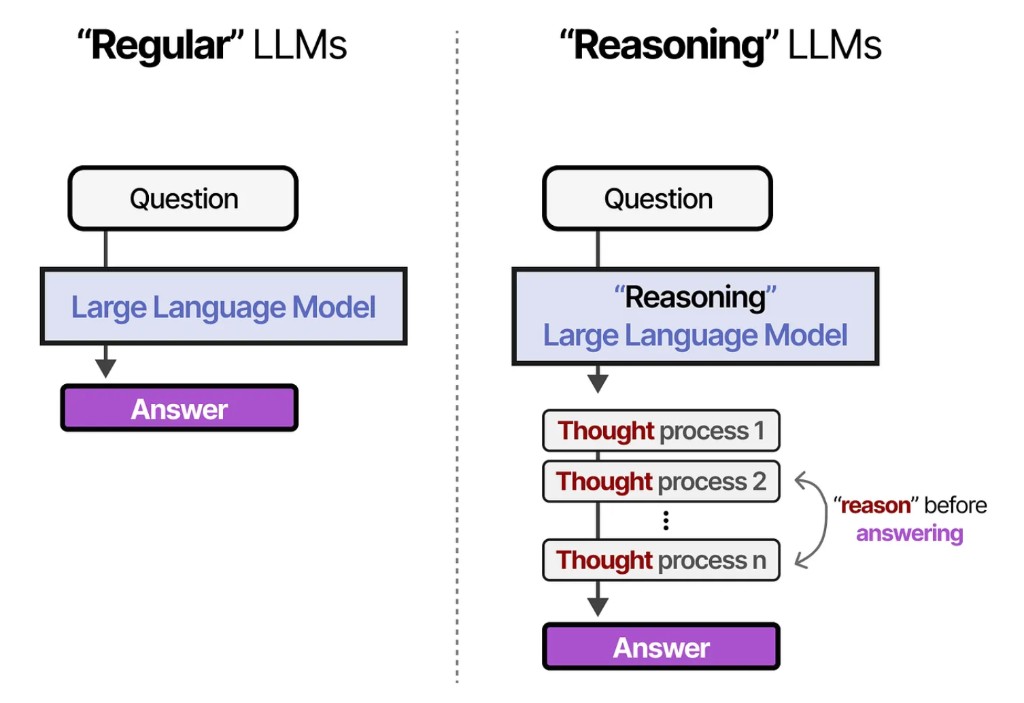 “Regular” LLMs
Question
Large Language Model
Answer
“Reasoning” LLMs
Question
“Reasoning”
Large Language Model
Thought process 1
Thought process 2
⋮
Thought process n
“reason” before
answering
Answer